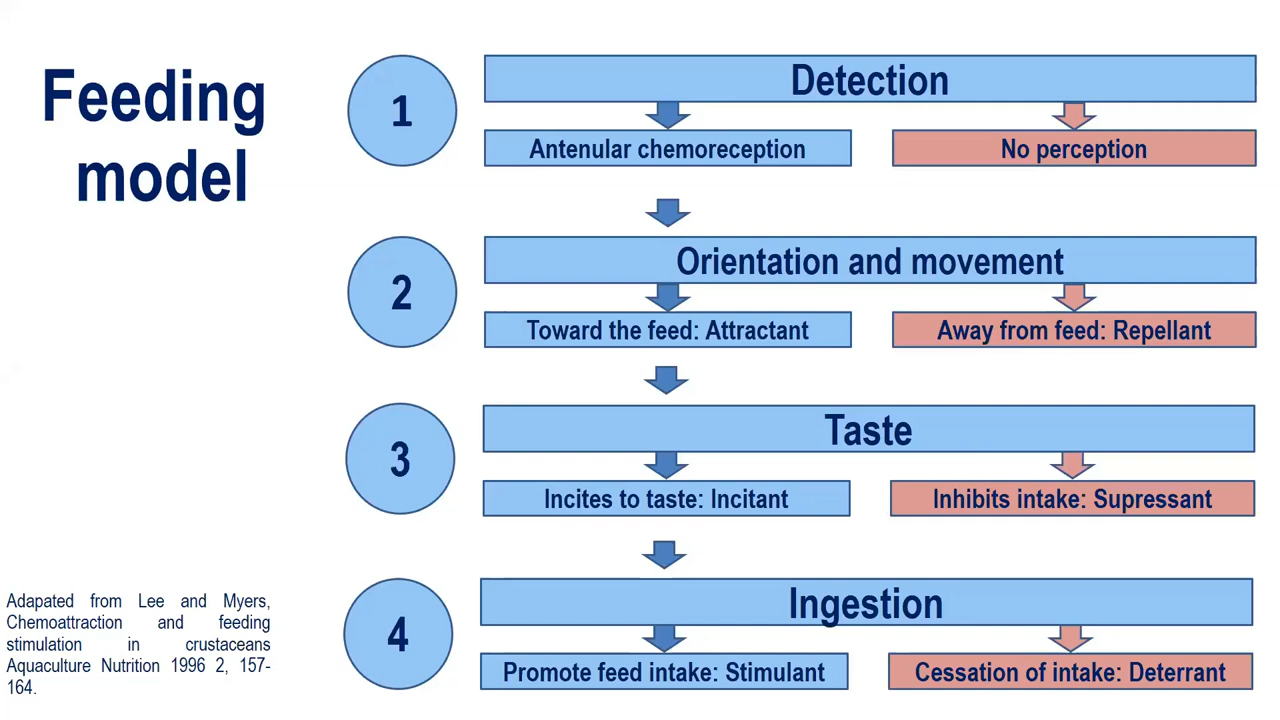 Feeding
model
1
Detection
Antenular chemoreception
No perception
2
Orientation and movement
Toward the feed: Attractant
Away from feed: Repellant
3
Taste
Incites to taste: Incitant
Inhibits intake: Supressant
4
Ingestion
Promote feed intake: Stimulant
Cessation of intake: Deterrant
Adapated from Lee and Myers,
Chemoattraction and feeding
stimulation in crustaceans
Aquaculture Nutrition 1996 2, 157-
164.